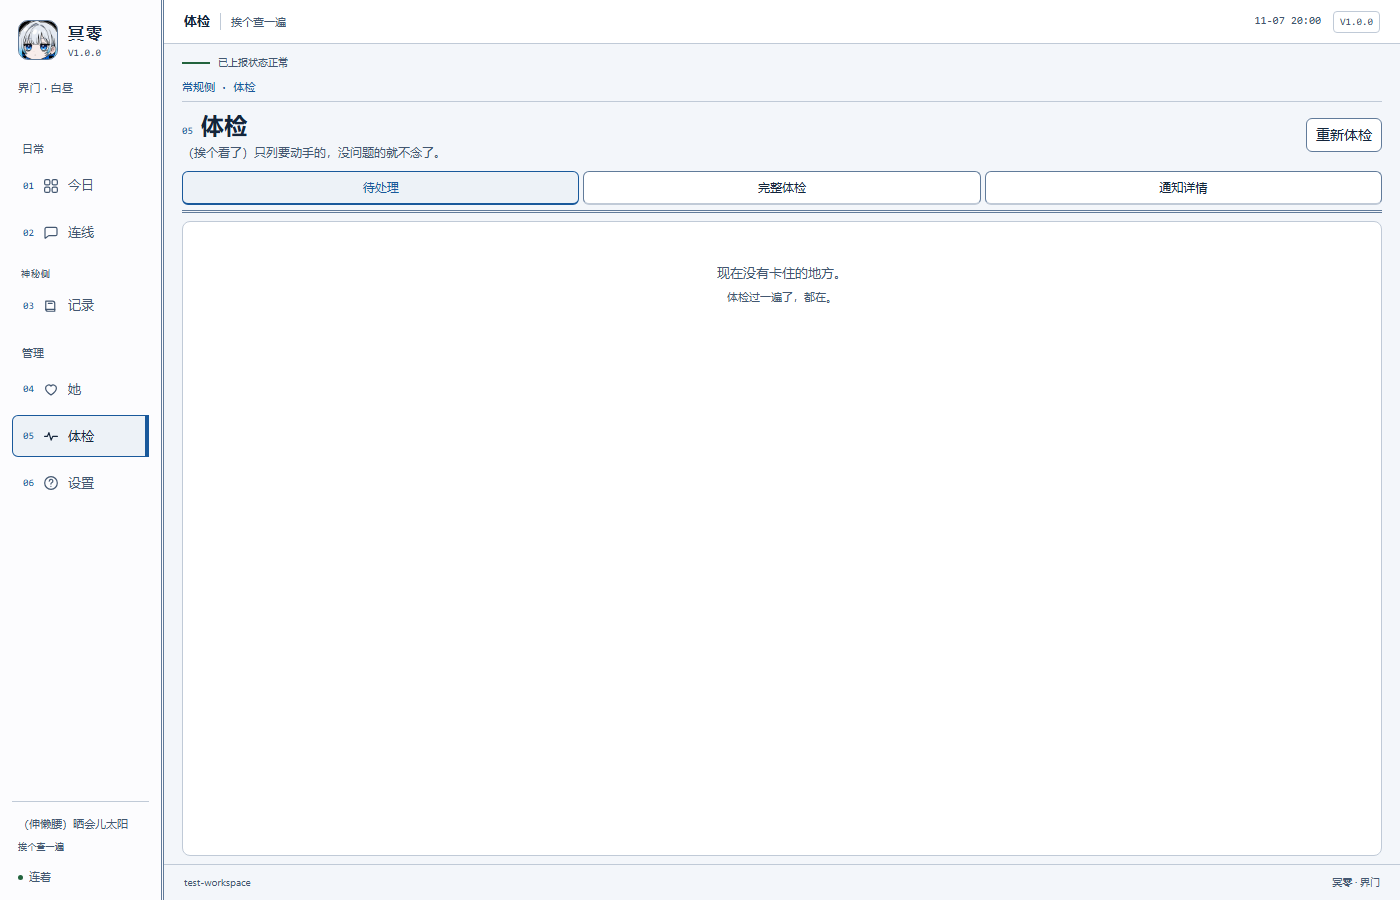 冥零
V1.0.0
界门 · 白昼
日常
01 今日
02 连线
神秘侧
03 记录
管理
04 她
05 体检
06 设置
（伸懒腰）晒会儿太阳
挨个查一遍
连着
体检 挨个查一遍
11-07 20:00 V1.0.0
已上报状态正常
常规侧 · 体检
05 体检
（挨个看了）只列要动手的，没问题的就不念了。
重新体检
待处理 完整体检 通知详情
现在没有卡住的地方。
体检过一遍了，都在。
test-workspace
冥零 · 界门